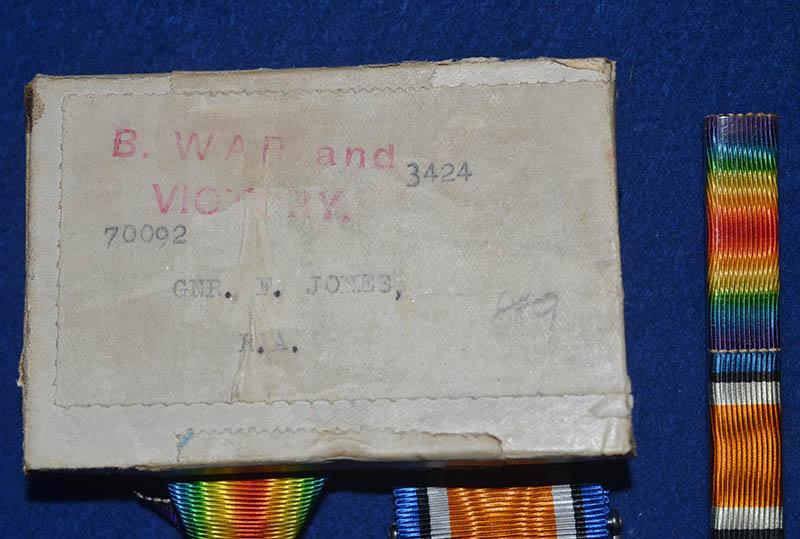 B. WAR and
3424
VICTORY.
70092
GNR. F. JONES,
R.A.